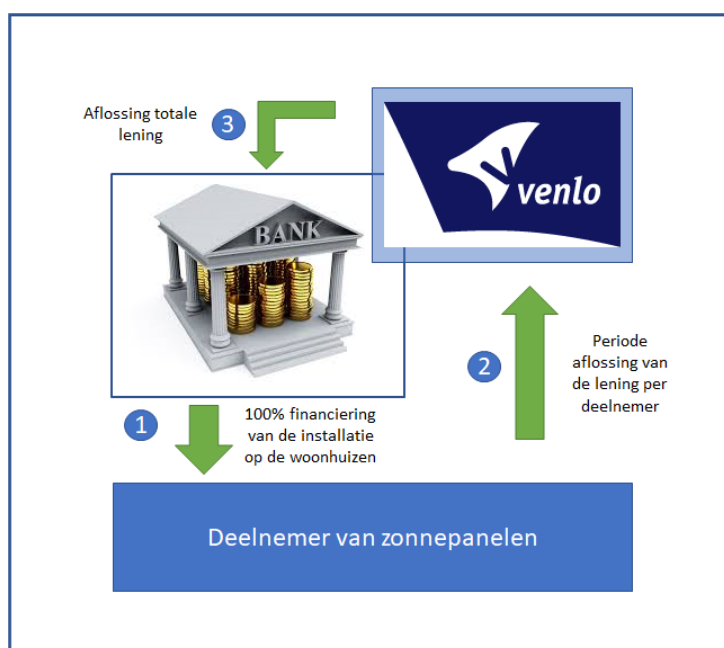 Aflossing totale
lening
3
BANK
venlo
1
100% financiering
van de installatie
op de woonhuizen
2
Periode
aflossing van
de lening per
deelnemer
Deelnemer van zonnepanelen